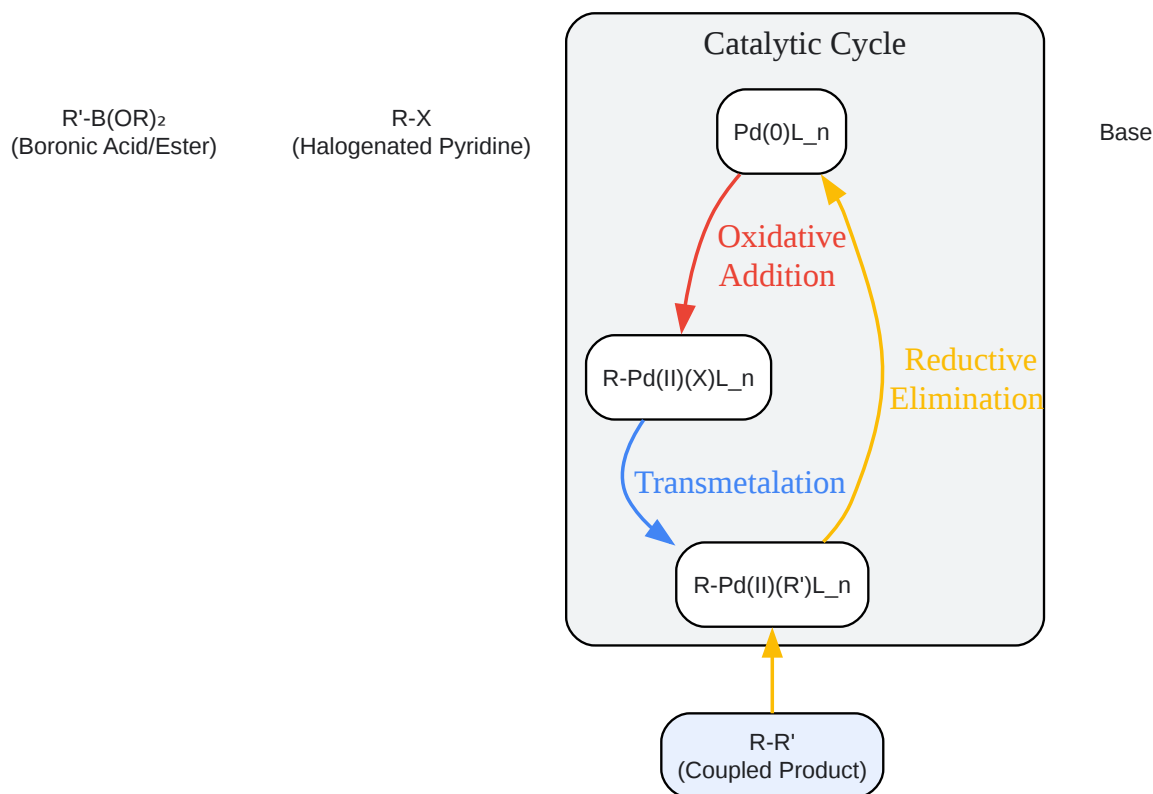 Catalytic Cycle
R'-B(OR)₂
(Boronic Acid/Ester)
R-X
(Halogenated Pyridine)
Pd(0)L_n
Base
Oxidative
Addition
R-Pd(II)(X)L_n
Reductive
Elimination
Transmetalation
R-Pd(II)(R')L_n
R-R'
(Coupled Product)